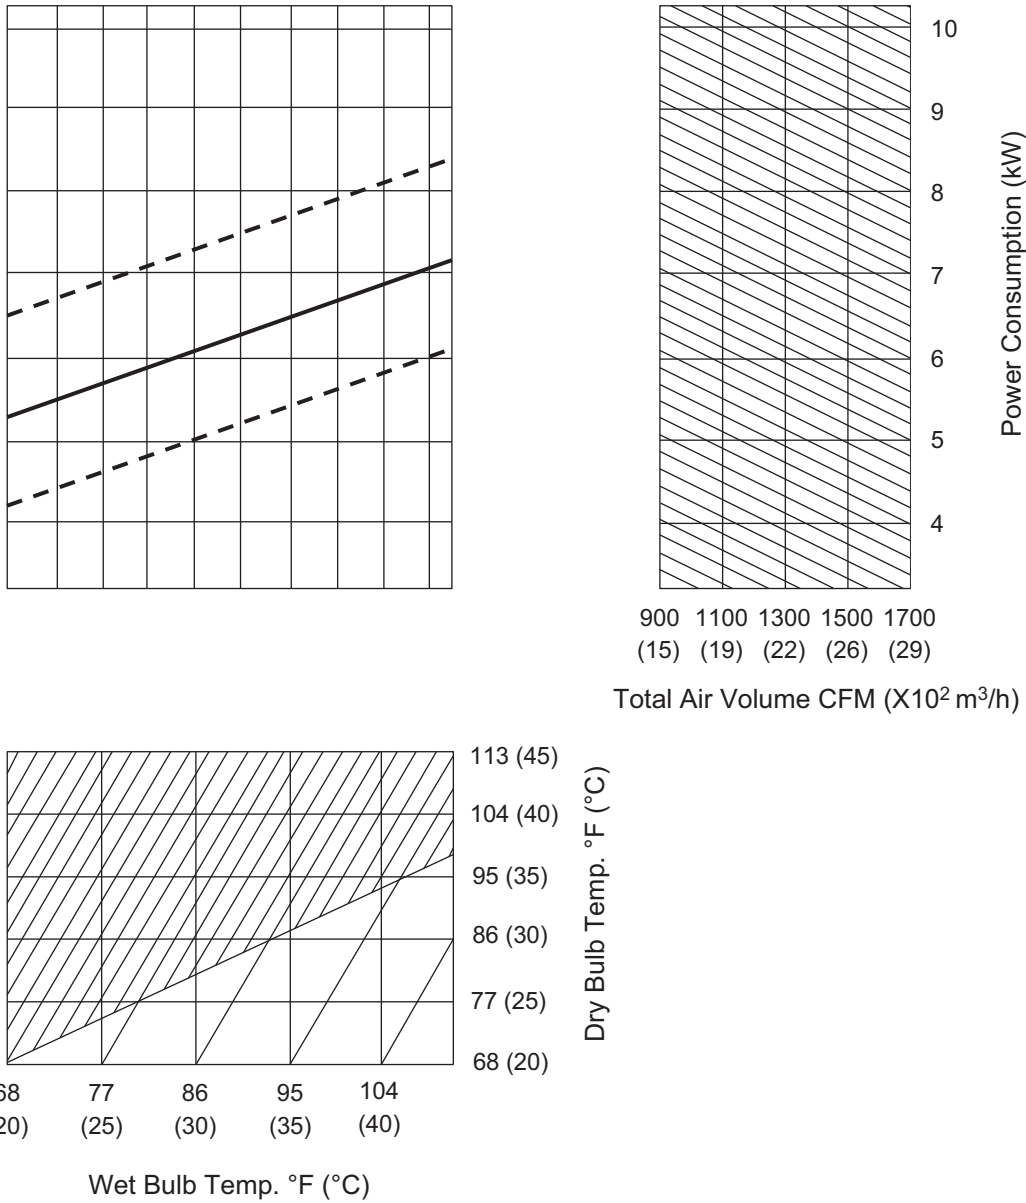 10
9
8
7
6
5
4
Power Consumption (kW)
900 1100 1300 1500 1700
(15) (19) (22) (26) (29)
Total Air Volume CFM (X10² m³/h)
113 (45)
104 (40)
95 (35)
86 (30)
77 (25)
68 (20)
Dry Bulb Temp. °F (°C)
68 77 86 95 104
20) (25) (30) (35) (40)
Wet Bulb Temp. °F (°C)